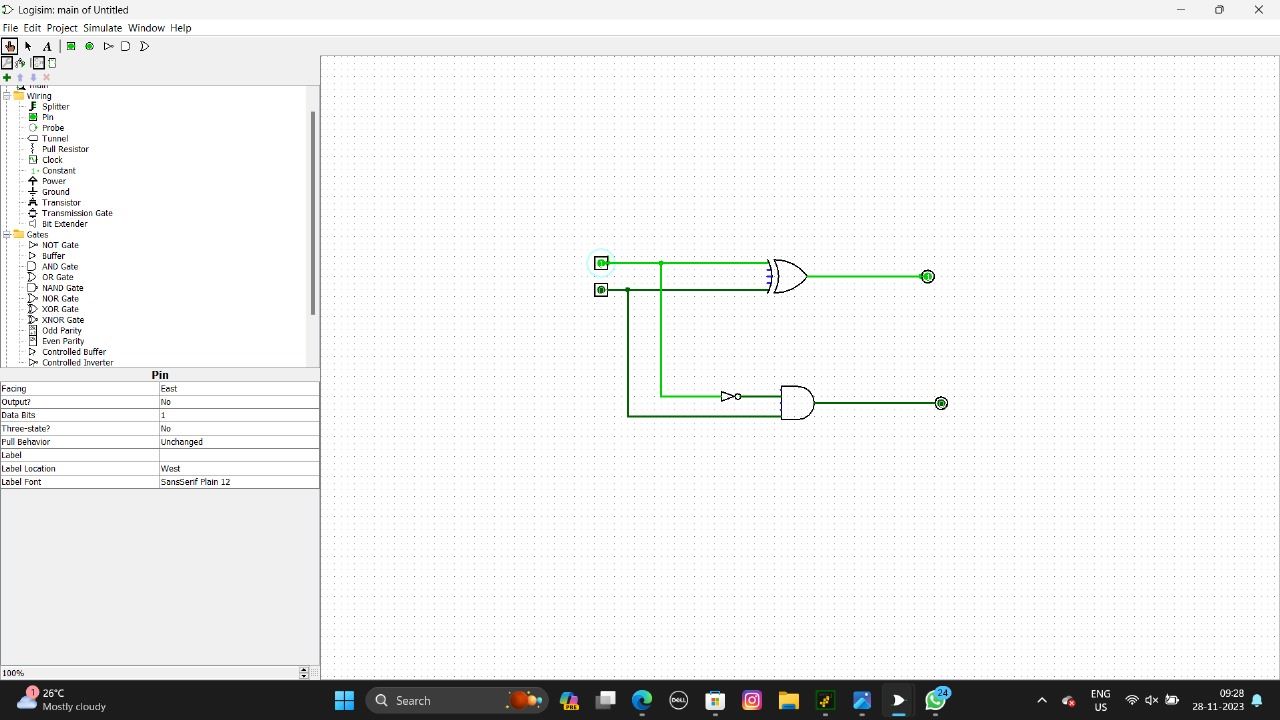 Logisim: main of Untitled
File Edit Project Simulate Window Help
A
main
Wiring
Splitter
Pin
Probe
Tunnel
Pull Resistor
Clock
Constant
Power
Ground
Transistor
Transmission Gate
Bit Extender
Gates
NOT Gate
Buffer
AND Gate
OR Gate
NAND Gate
NOR Gate
XOR Gate
XNOR Gate
Odd Parity
Even Parity
Controlled Buffer
Controlled Inverter
Pin
Facing East
Output? No
Data Bits 1
Three-state? No
Pull Behavior Unchanged
Label
Label Location West
Label Font SansSerif Plain 12
100%
1
26°C
Mostly cloudy
Search
PRE
DELL
24
ENG
US
09:28
28-11-2023